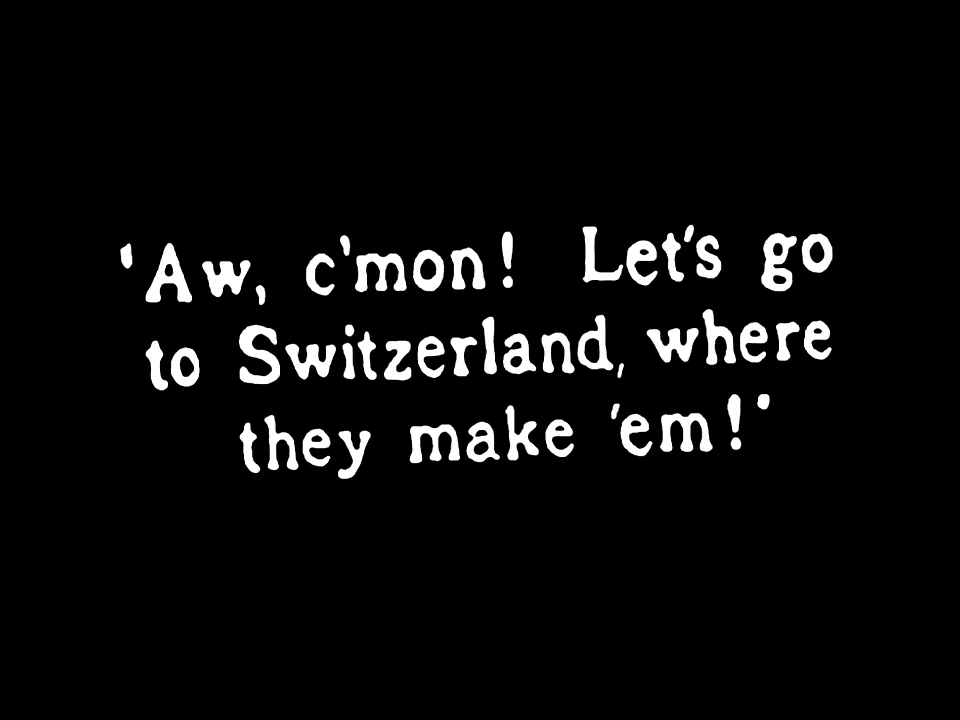 'Aw, c'mon! Let's go
to Switzerland, where
they make 'em!'